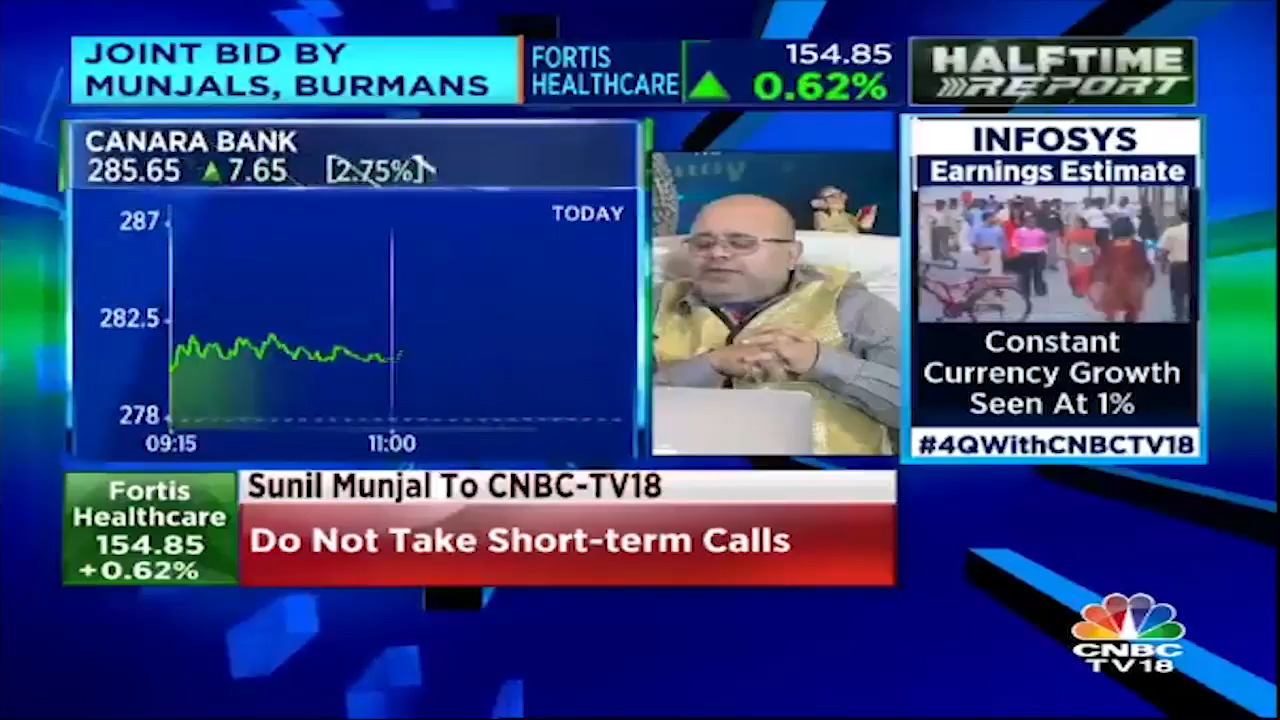 JOINT BID BY
MUNJALS, BURMANS
FORTIS
HEALTHCARE
154.85
0.62%
HALFTIME
REPORT
CANARA BANK
285.65 7.65 [2.75%]
TODAY
287
282.5
278
09:15 11:00
INFOSYS
Earnings Estimate
Constant
Currency Growth
Seen At 1%
#4QWithCNBCTV18
Fortis
Healthcare
154.85
+0.62%
Sunil Munjal To CNBC-TV18
Do Not Take Short-term Calls
CNBC
TV18